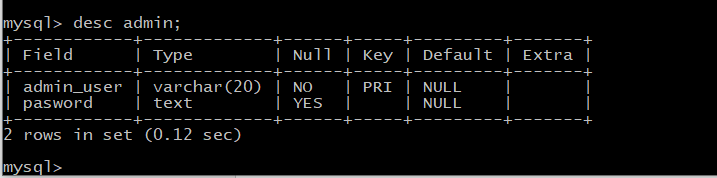 mysql> desc admin;
+------------+-------------+------+-----+---------+-------+
| Field      | Type        | Null | Key | Default | Extra |
+------------+-------------+------+-----+---------+-------+
| admin_user | varchar(20) | NO   | PRI | NULL    |       |
| pasword    | text        | YES  |     | NULL    |       |
+------------+-------------+------+-----+---------+-------+
2 rows in set (0.12 sec)
mysql>